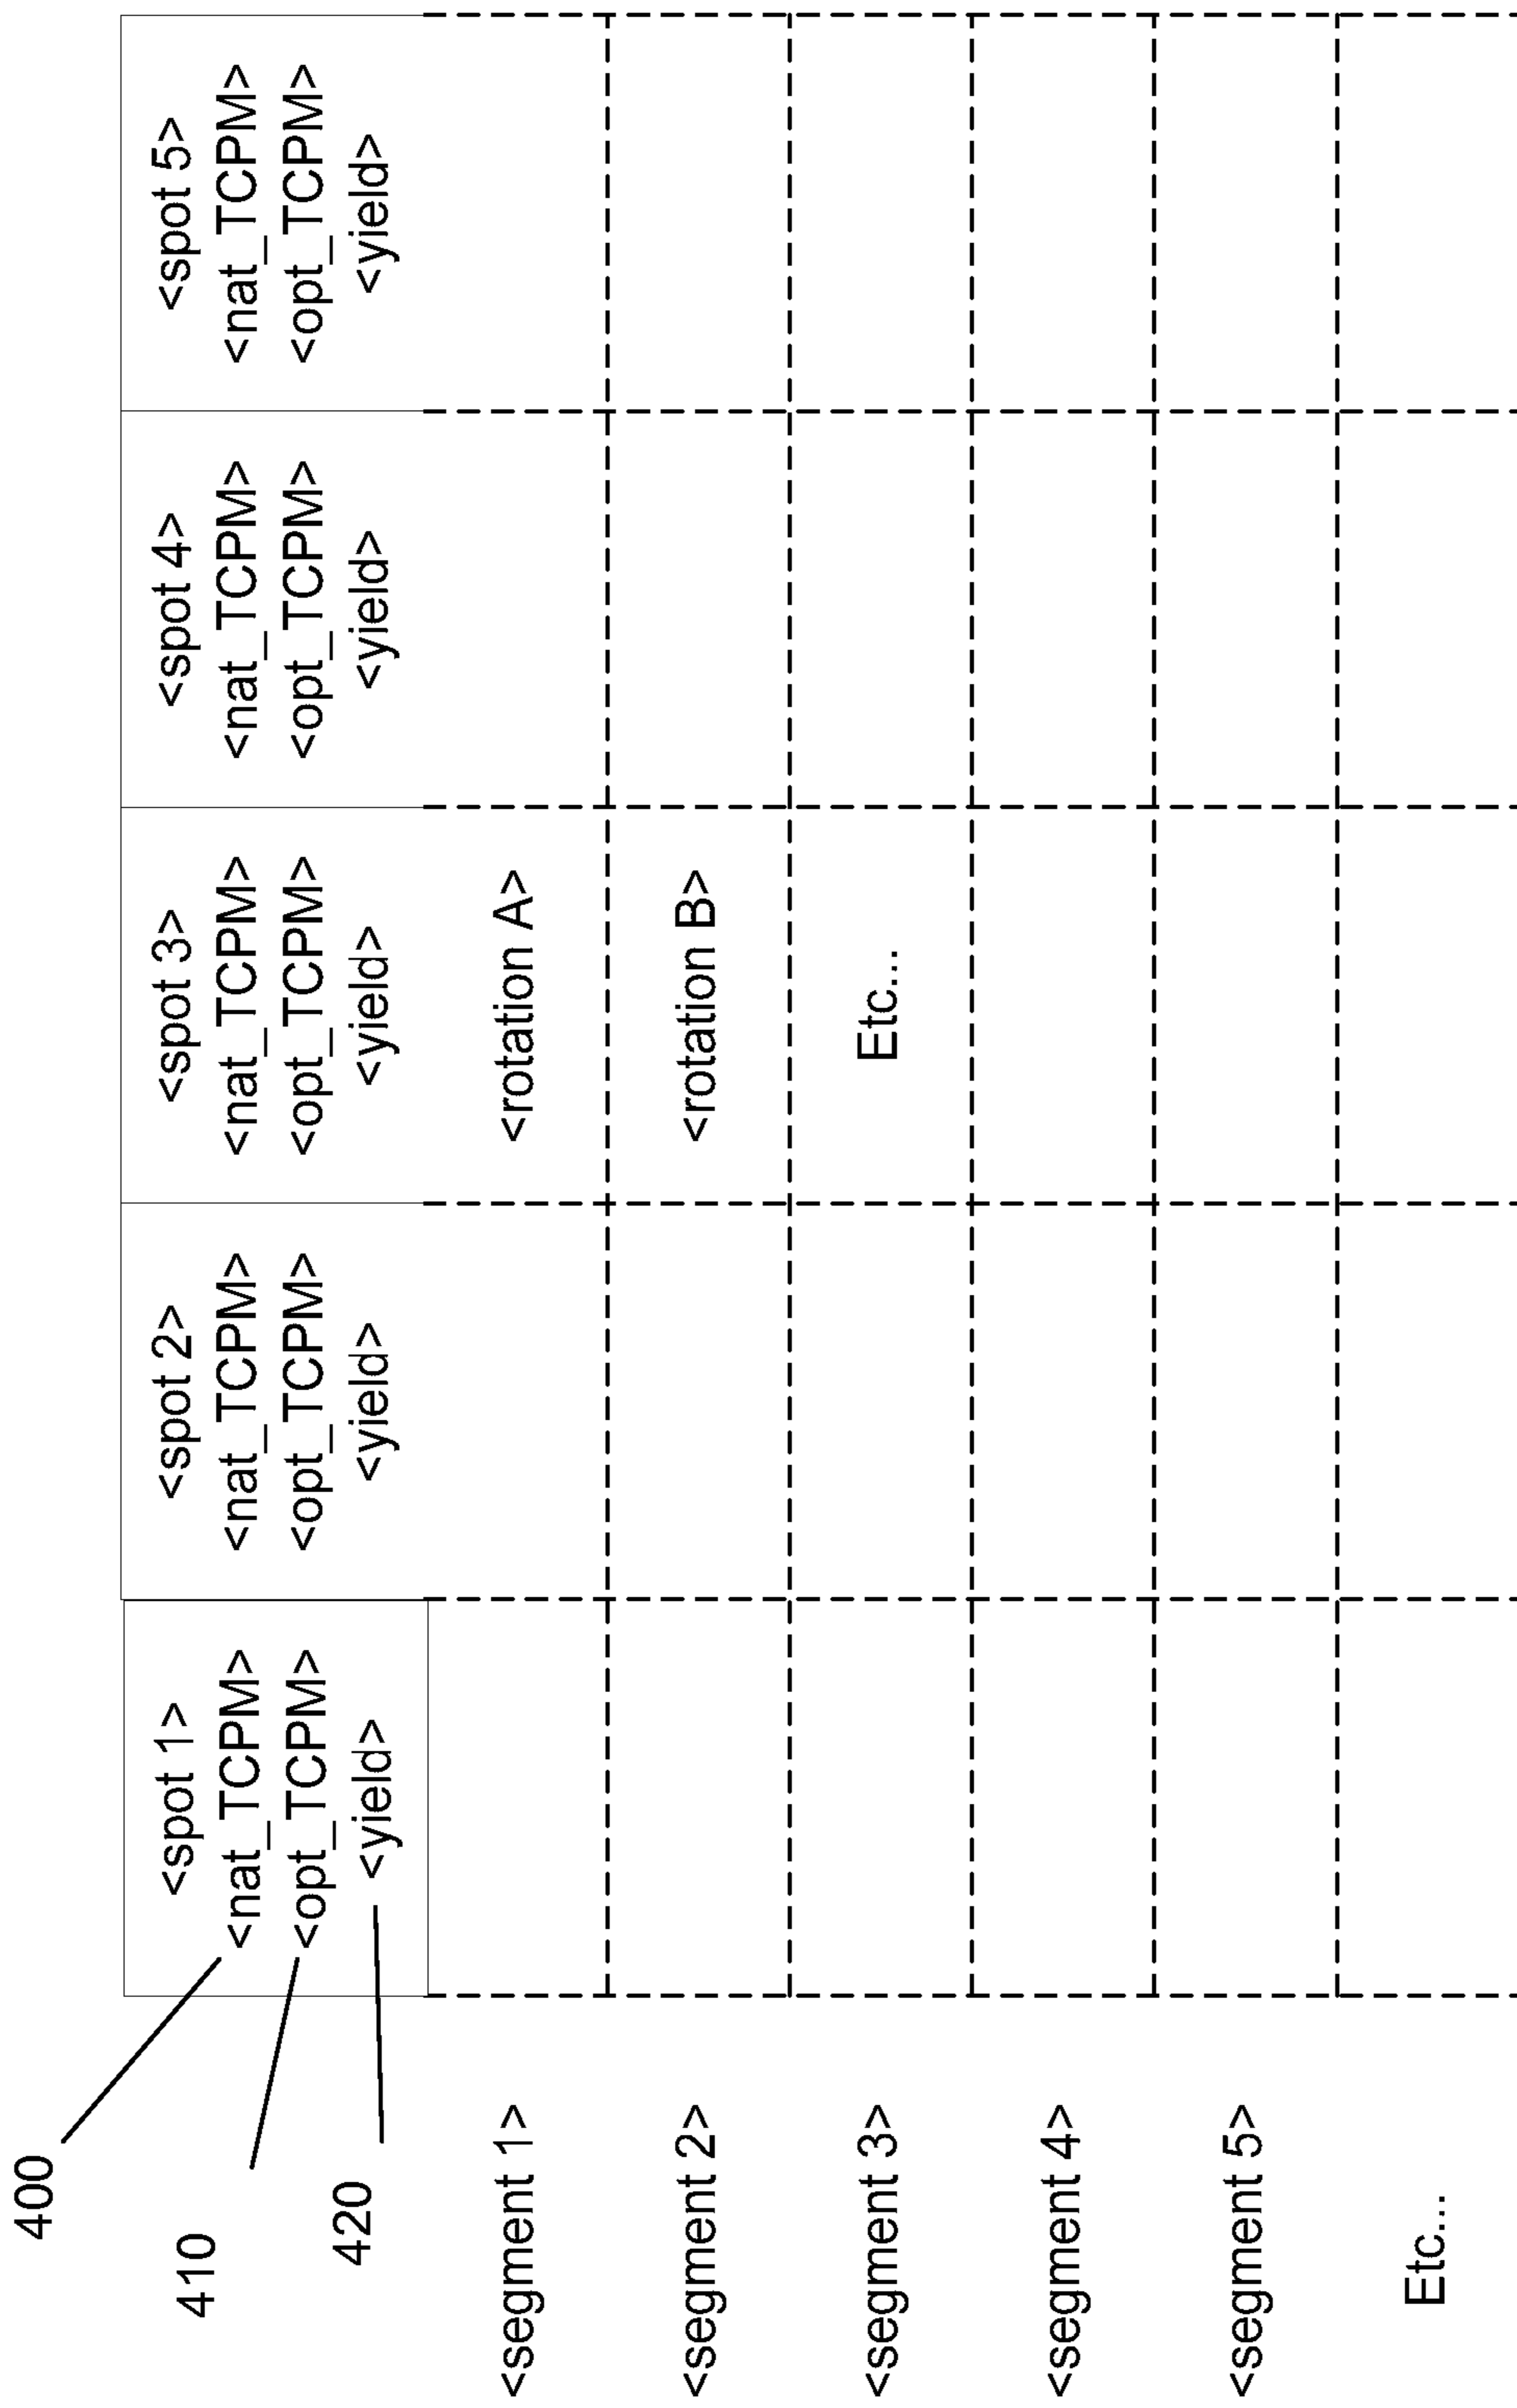 400
410
420
<spot 1>
<nat_TCPM>
<opt_TCPM>
<yield>
<spot 2>
<nat_TCPM>
<opt_TCPM>
<yield>
<spot 3>
<nat_TCPM>
<opt_TCPM>
<yield>
<spot 4>
<nat_TCPM>
<opt_TCPM>
<yield>
<spot 5>
<nat_TCPM>
<opt_TCPM>
<yield>
<segment 1>
<rotation A>
<segment 2>
<rotation B>
<segment 3>
Etc...
<segment 4>
<segment 5>
Etc...